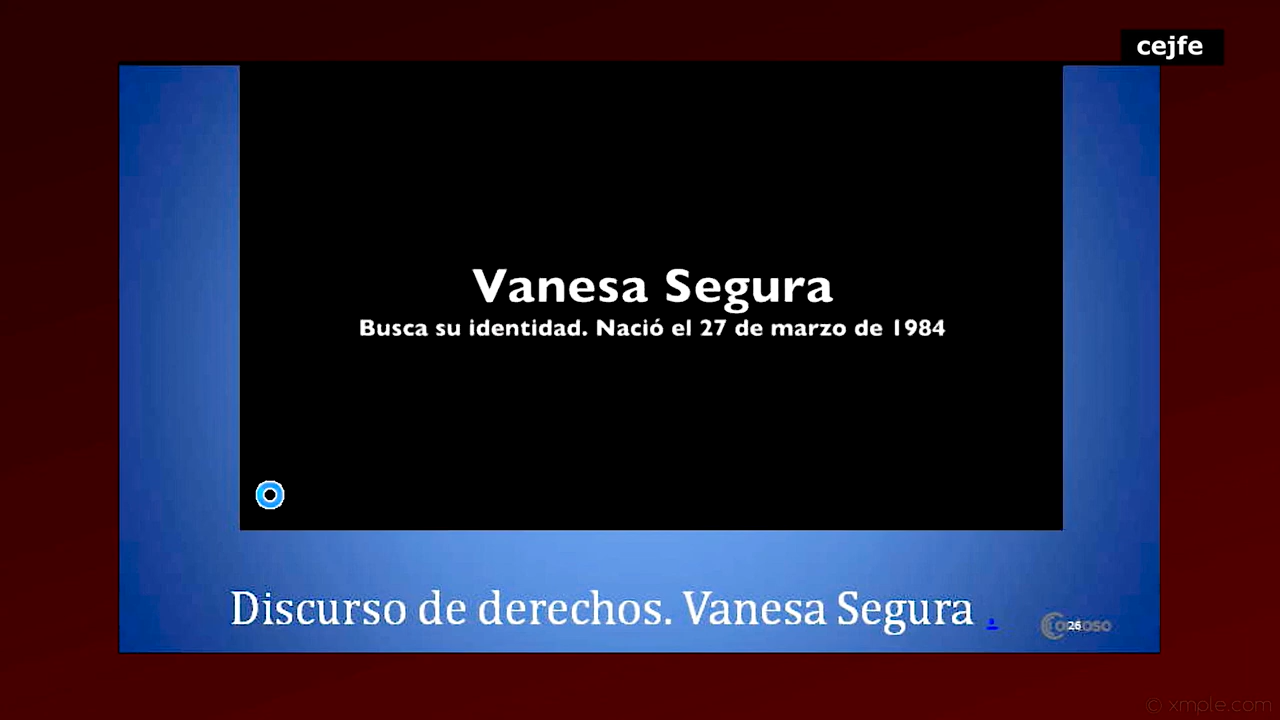 cejfe
Vanesa Segura
Busca su identidad. Nació el 27 de marzo de 1984
Discurso de derechos. Vanesa Segura
26
© xmple.com